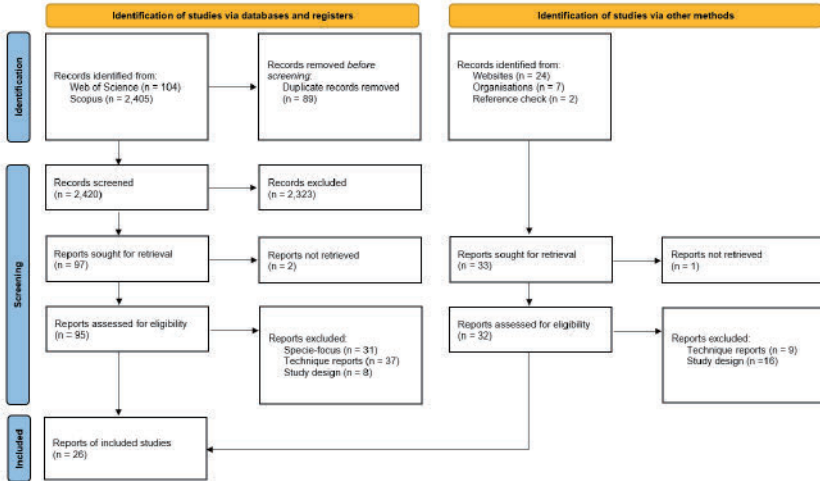 Identification of studies via databases and registers
Identification of studies via other methods
Identification
Records identified from:
Web of Science (n = 104)
Scopus (n = 2,405)
Records removed before
screening:
Duplicate records removed
(n = 89)
Records identified from:
Websites (n = 24)
Organisations (n = 7)
Reference check (n = 2)
Screening
Records screened
(n = 2,420)
Records excluded
(n = 2,323)
Reports sought for retrieval
(n = 97)
Reports not retrieved
(n = 2)
Reports sought for retrieval
(n = 33)
Reports not retrieved
(n = 1)
Reports assessed for eligibility
(n = 95)
Reports excluded:
Specie-focus (n = 31)
Technique reports (n = 37)
Study design (n = 8)
Reports assessed for eligibility
(n = 32)
Reports excluded:
Technique reports (n = 9)
Study design (n =16)
Included
Reports of included studies
(n = 26)